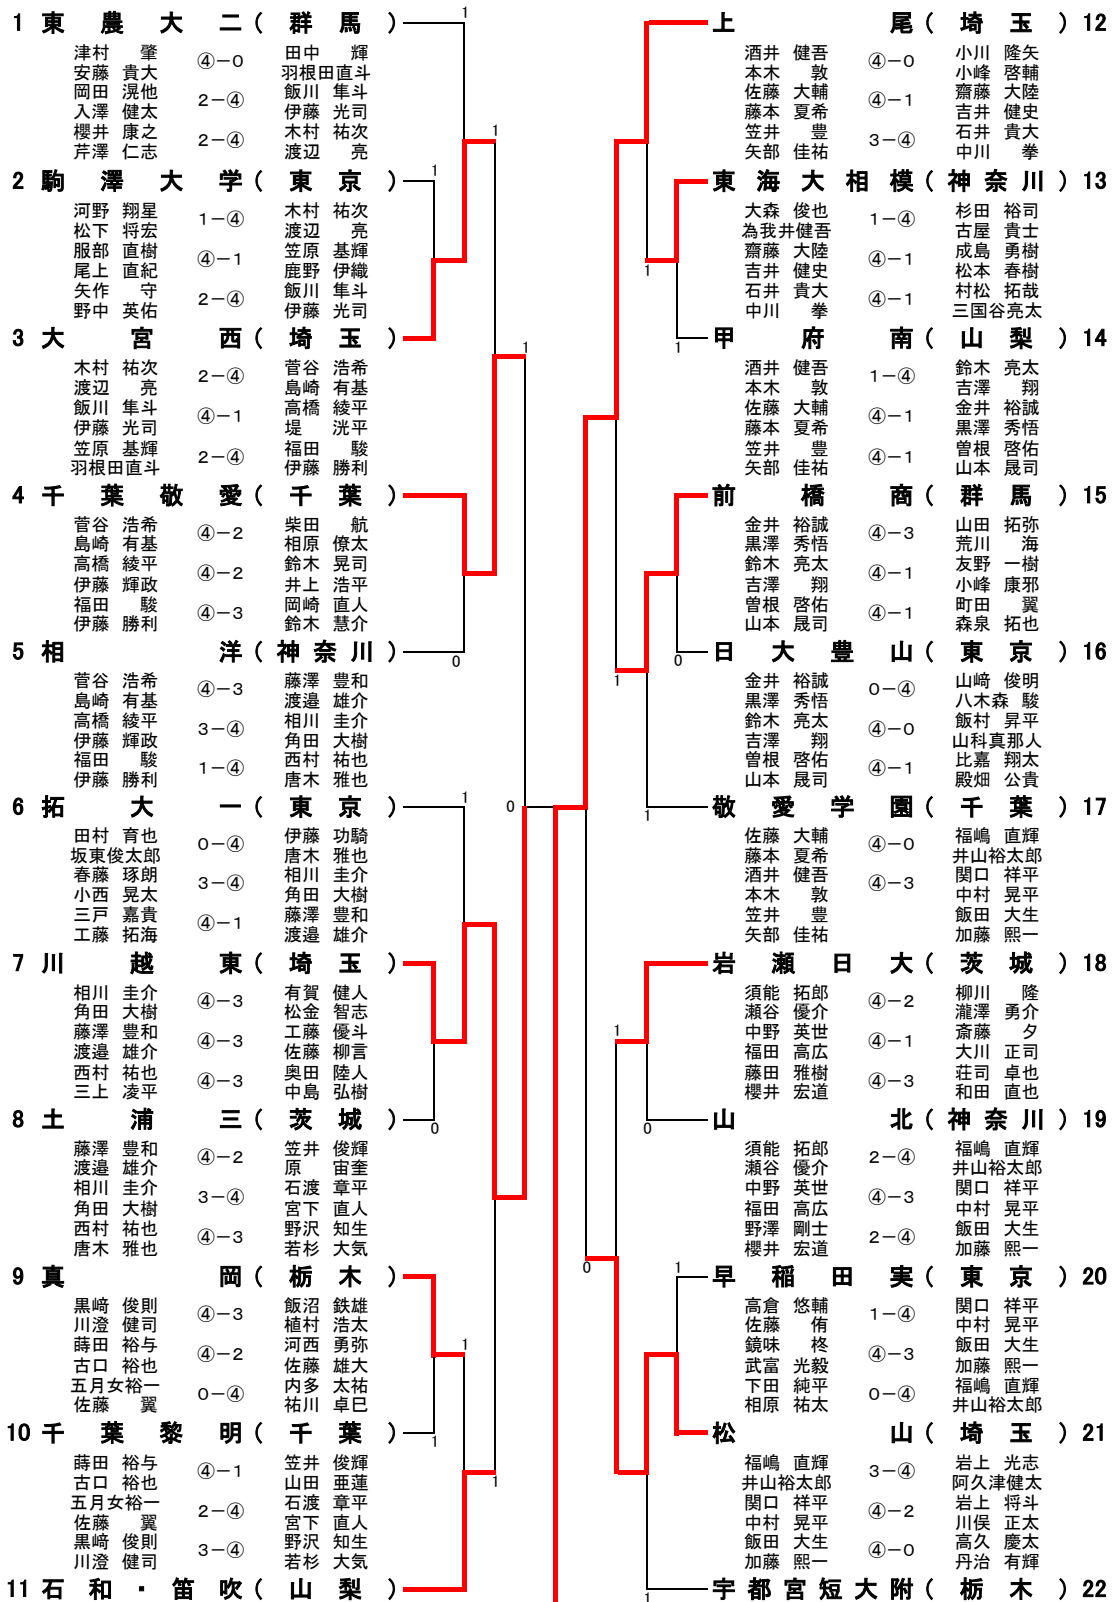 1 東農大二(群馬)
津村 肇 ④－0 田中 輝
安藤 貴大 羽根田直斗
岡田 滉他 2－④ 飯川 隼斗
入澤 健太 伊藤 光司
櫻井 康之 2－④ 木村 祐次
芹澤 仁志 渡辺 亮
2 駒澤大学(東京)
河野 翔星 1－④ 木村 祐次
松下 将宏 渡辺 亮
服部 直樹 ④－1 笠原 基輝
尾上 直紀 鹿野 伊織
矢作 守 2－④ 飯川 隼斗
野中 英佑 伊藤 光司
3 大宮西(埼玉)
木村 祐次 2－④ 菅谷 浩希
渡辺 亮 島崎 有基
飯川 隼斗 ④－1 高橋 綾平
伊藤 光司 堤 洸平
笠原 基輝 2－④ 福田 駿
羽根田直斗 伊藤 勝利
4 千葉敬愛(千葉)
菅谷 浩希 ④－2 柴田 航
島崎 有基 相原 僚太
高橋 綾平 ④－2 鈴木 晃司
伊藤 輝政 井上 浩平
福田 駿 ④－3 岡崎 直人
伊藤 勝利 鈴木 慧介
5 相洋(神奈川)
菅谷 浩希 ④－3 藤澤 豊和
島崎 有基 渡邉 雄介
高橋 綾平 3－④ 相川 圭介
伊藤 輝政 角田 大樹
福田 駿 1－④ 西村 祐也
伊藤 勝利 唐木 雅也
6 拓大一(東京)
田村 育也 0－④ 伊藤 功騎
坂東俊太郎 唐木 雅也
春藤 琢朗 3－④ 相川 圭介
小西 晃太 角田 大樹
三戸 嘉貴 ④－1 藤澤 豊和
工藤 拓海 渡邉 雄介
7 川越東(埼玉)
相川 圭介 ④－3 有賀 健人
角田 大樹 松金 智志
藤澤 豊和 ④－3 工藤 優斗
渡邉 雄介 佐藤 柳言
西村 祐也 ④－3 奥田 陸人
三上 凌平 中島 弘樹
8 土浦三(茨城)
藤澤 豊和 ④－2 笠井 俊輝
渡邉 雄介 原 宙奎
相川 圭介 3－④ 石渡 章平
角田 大樹 宮下 直人
西村 祐也 ④－3 野沢 知生
唐木 雅也 若杉 大気
9 真岡(栃木)
黒﨑 俊則 ④－3 飯沼 鉄雄
川澄 健司 植村 浩太
蒔田 裕与 ④－2 河西 勇弥
古口 裕也 佐藤 雄大
五月女裕一 0－④ 内多 太祐
佐藤 翼 祐川 卓巳
10 千葉黎明(千葉)
蒔田 裕与 ④－1 笠井 俊輝
古口 裕也 山田 亜蓮
五月女裕一 2－④ 石渡 章平
佐藤 翼 宮下 直人
黒﨑 俊則 3－④ 野沢 知生
川澄 健司 若杉 大気
11 石和・笛吹(山梨)
1
1
1
1
0
1
0
0
1
1
1
上尾(埼玉) 12
酒井 健吾 ④－0 小川 隆矢
本木 敦 小峰 啓輔
佐藤 大輔 ④－1 齋藤 大陸
藤本 夏希 吉井 健史
笠井 豊 3－④ 石井 貴大
矢部 佳祐 中川 拳
東海大相模(神奈川) 13
大森 俊也 1－④ 杉田 裕司
為我井健吾 古屋 貴士
齋藤 大陸 ④－1 成島 勇樹
吉井 健史 松本 春樹
石井 貴大 ④－1 村松 拓哉
中川 拳 三国谷亮太
甲府南(山梨) 14
酒井 健吾 1－④ 鈴木 亮太
本木 敦 吉澤 翔
佐藤 大輔 ④－1 金井 裕誠
藤本 夏希 黒澤 秀悟
笠井 豊 ④－1 曽根 啓佑
矢部 佳祐 山本 晟司
前橋商(群馬) 15
金井 裕誠 ④－3 山田 拓弥
黒澤 秀悟 荒川 海
鈴木 亮太 ④－1 友野 一樹
吉澤 翔 小峰 康邪
曽根 啓佑 ④－1 町田 翼
山本 晟司 森泉 拓也
日大豊山(東京) 16
金井 裕誠 0－④ 山﨑 俊明
黒澤 秀悟 八木森 駿
鈴木 亮太 ④－0 飯村 昇平
吉澤 翔 山科真那人
曽根 啓佑 ④－1 比嘉 翔太
山本 晟司 殿畑 公貴
敬愛学園(千葉) 17
佐藤 大輔 ④－0 福嶋 直輝
藤本 夏希 井山裕太郎
酒井 健吾 ④－3 関口 祥平
本木 敦 中村 晃平
笠井 豊 飯田 大生
矢部 佳祐 加藤 熙一
岩瀬日大(茨城) 18
須能 拓郎 ④－2 柳川 隆
瀬谷 優介 瀧澤 勇介
中野 英世 ④－1 斎藤 夕
福田 高広 大川 正司
藤田 雅樹 ④－3 荘司 卓也
櫻井 宏道 和田 直也
山北(神奈川) 19
須能 拓郎 2－④ 福嶋 直輝
瀬谷 優介 井山裕太郎
中野 英世 ④－3 関口 祥平
福田 高広 中村 晃平
野澤 剛士 2－④ 飯田 大生
櫻井 宏道 加藤 熙一
早稲田実(東京) 20
高倉 悠輔 1－④ 関口 祥平
佐藤 侑 中村 晃平
鏡味 柊 ④－3 飯田 大生
武富 光毅 加藤 熙一
下田 純平 0－④ 福嶋 直輝
相原 祐太 井山裕太郎
松山(埼玉) 21
福嶋 直輝 3－④ 岩上 光志
井山裕太郎 阿久津健太
関口 祥平 ④－2 岩上 将斗
中村 晃平 川俣 正太
飯田 大生 ④－0 高久 慶太
加藤 熙一 丹治 有輝
宇都宮短大附(栃木) 22
1
1
0
1
1
1
0
0
1
1